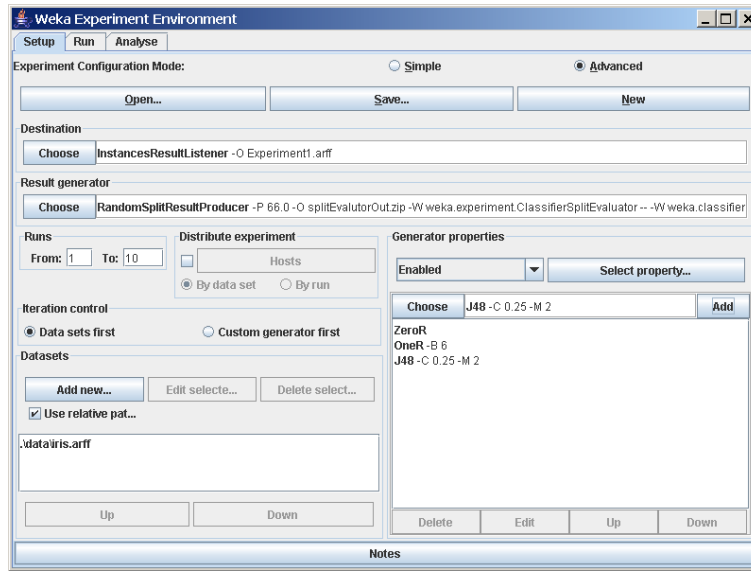 Weka Experiment Environment
Setup Run Analyse
Experiment Configuration Mode: Simple Advanced
Open... Save... New
Destination
Choose InstancesResultListener -O Experiment1.arff
Result generator
Choose RandomSplitResultProducer -P 66.0 -O splitEvalutorOut.zip -W weka.experiment.ClassifierSplitEvaluator -- -W weka.classifier
Runs
From: 1 To: 10
Distribute experiment
Hosts
By data set By run
Generator properties
Enabled Select property...
Choose J48 -C 0.25 -M 2 Add
ZeroR
OneR -B 6
J48 -C 0.25 -M 2
Delete Edit Up Down
Iteration control
Data sets first Custom generator first
Datasets
Add new... Edit selecte... Delete select...
Use relative pat...
.\data\iris.arff
Up Down
Notes